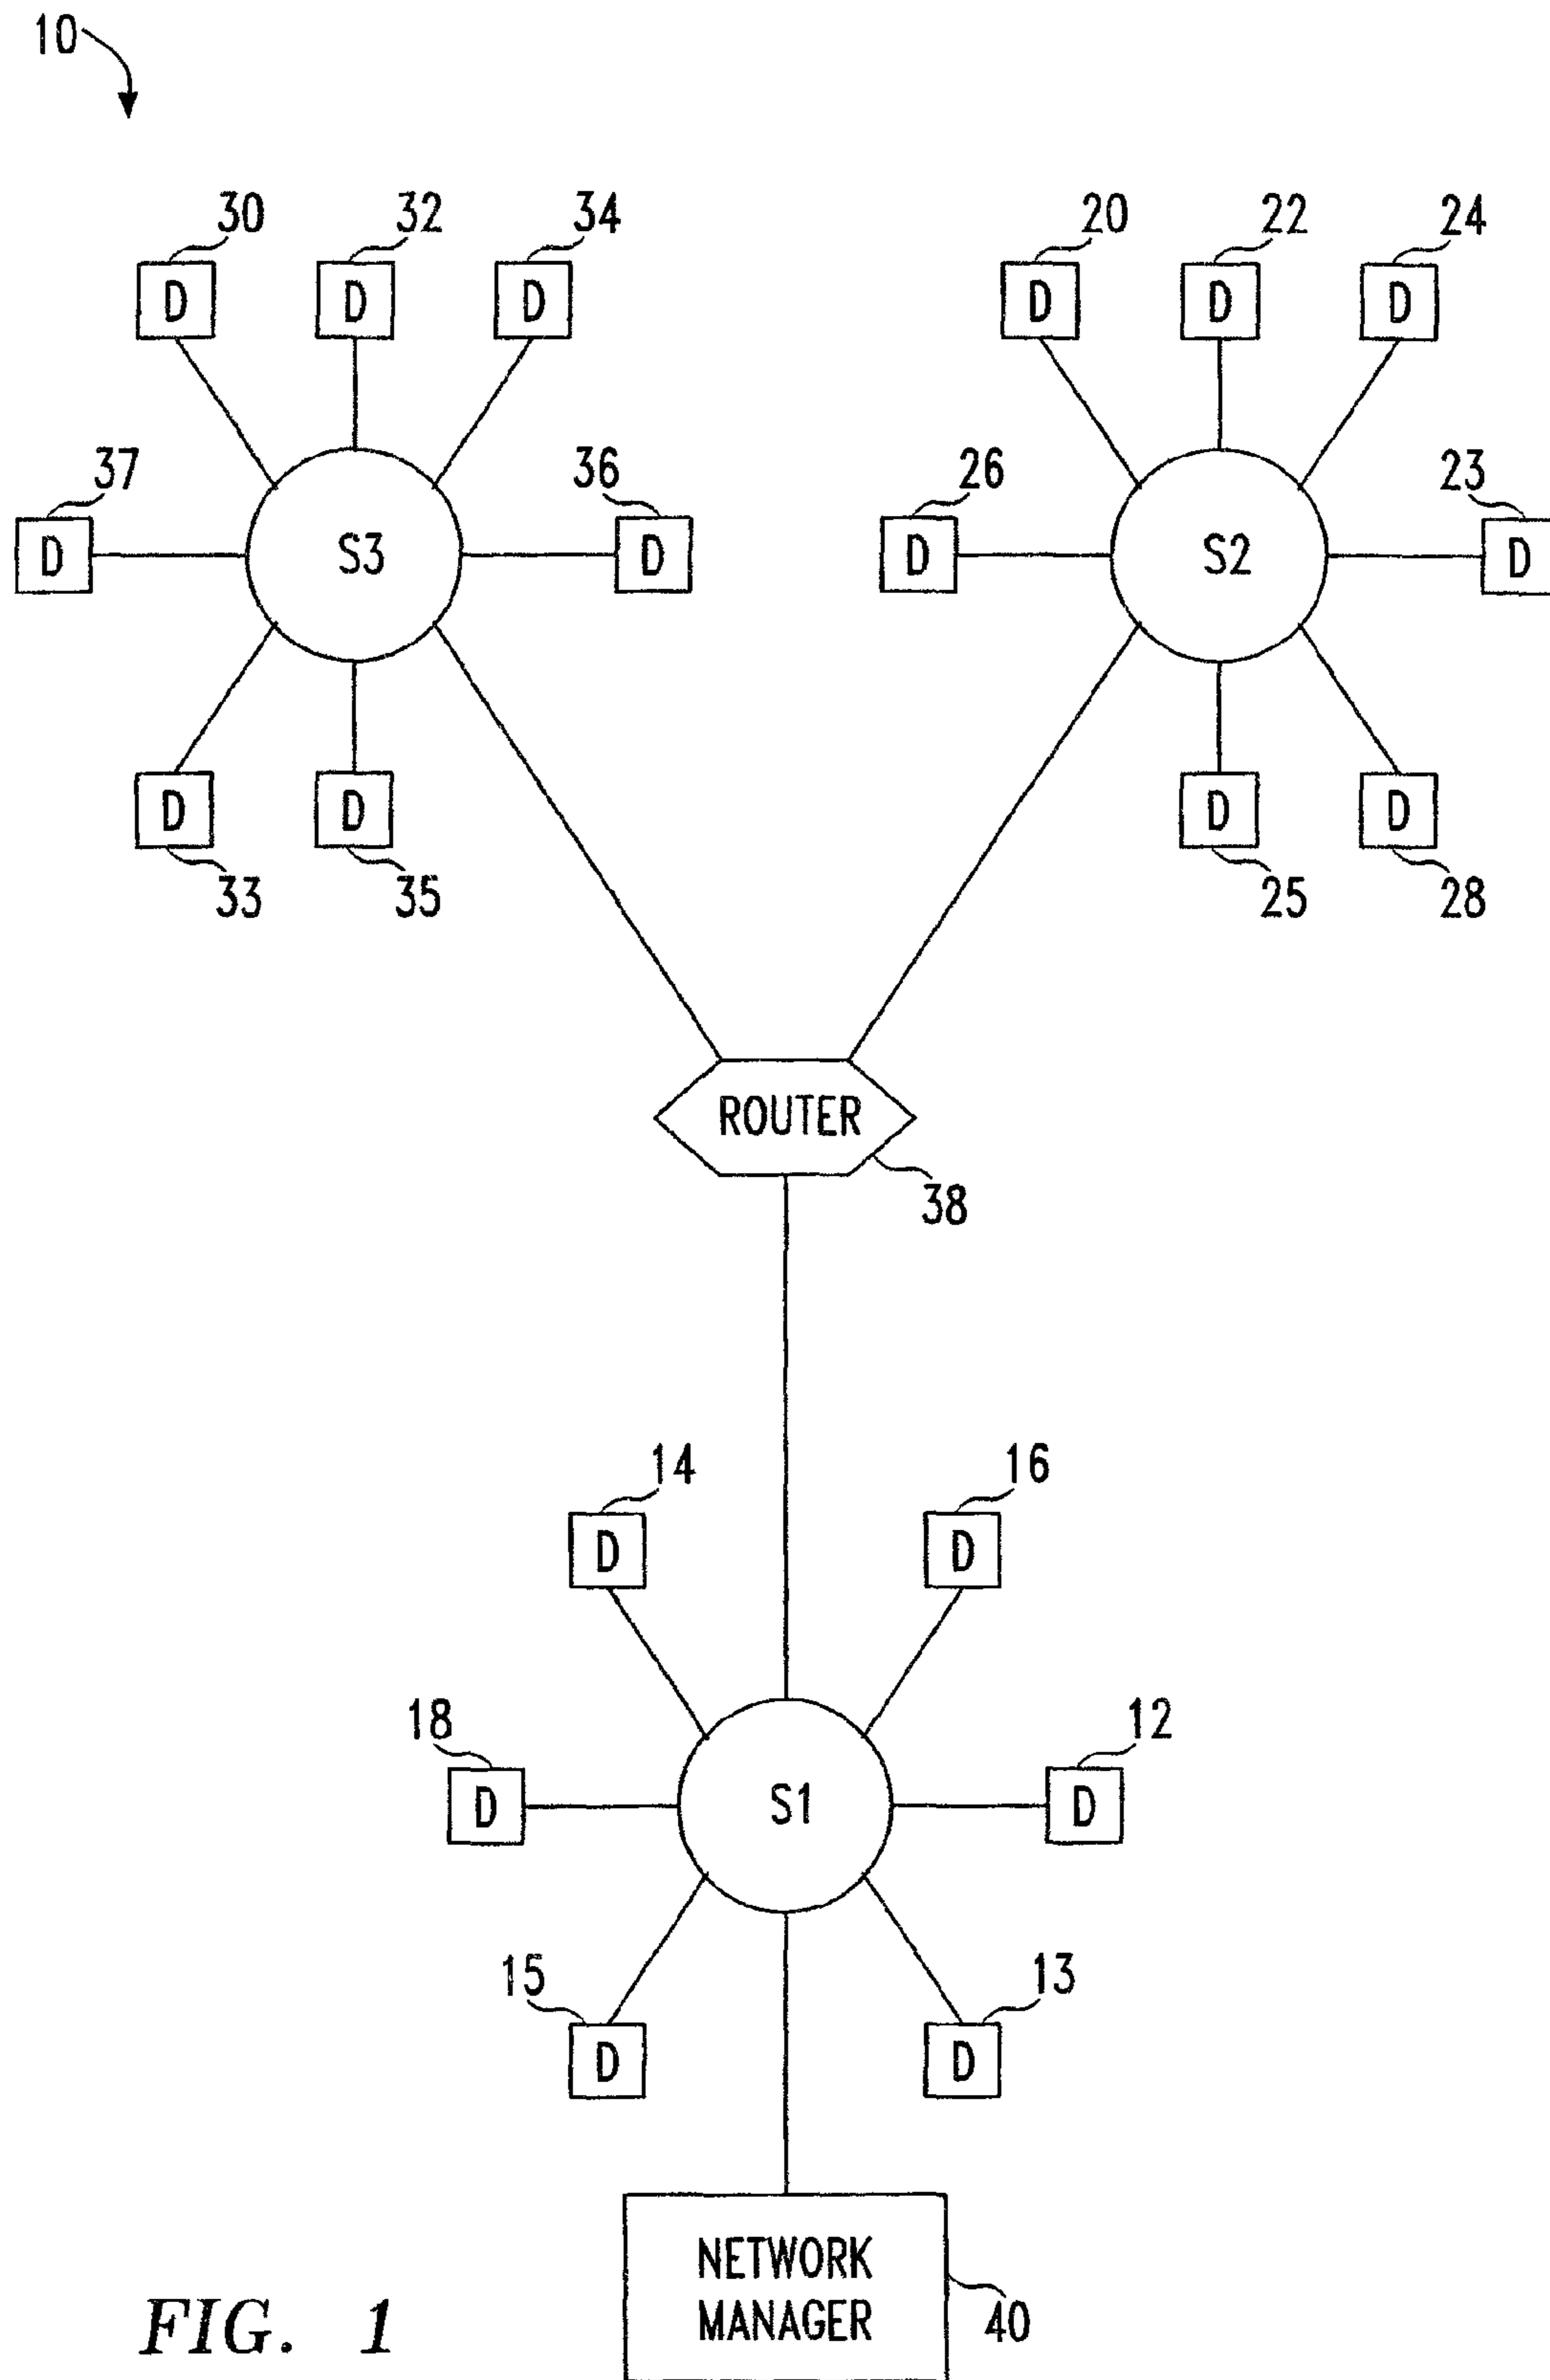 10
30 32 34 20 22 24
D D D D D D
37 36 26 23
D S3 D D S2 D
D D D D
33 35 25 28
ROUTER
38
14 16
D D
18 12
D S1 D
15 13
D D
NETWORK
MANAGER
40
FIG. 1